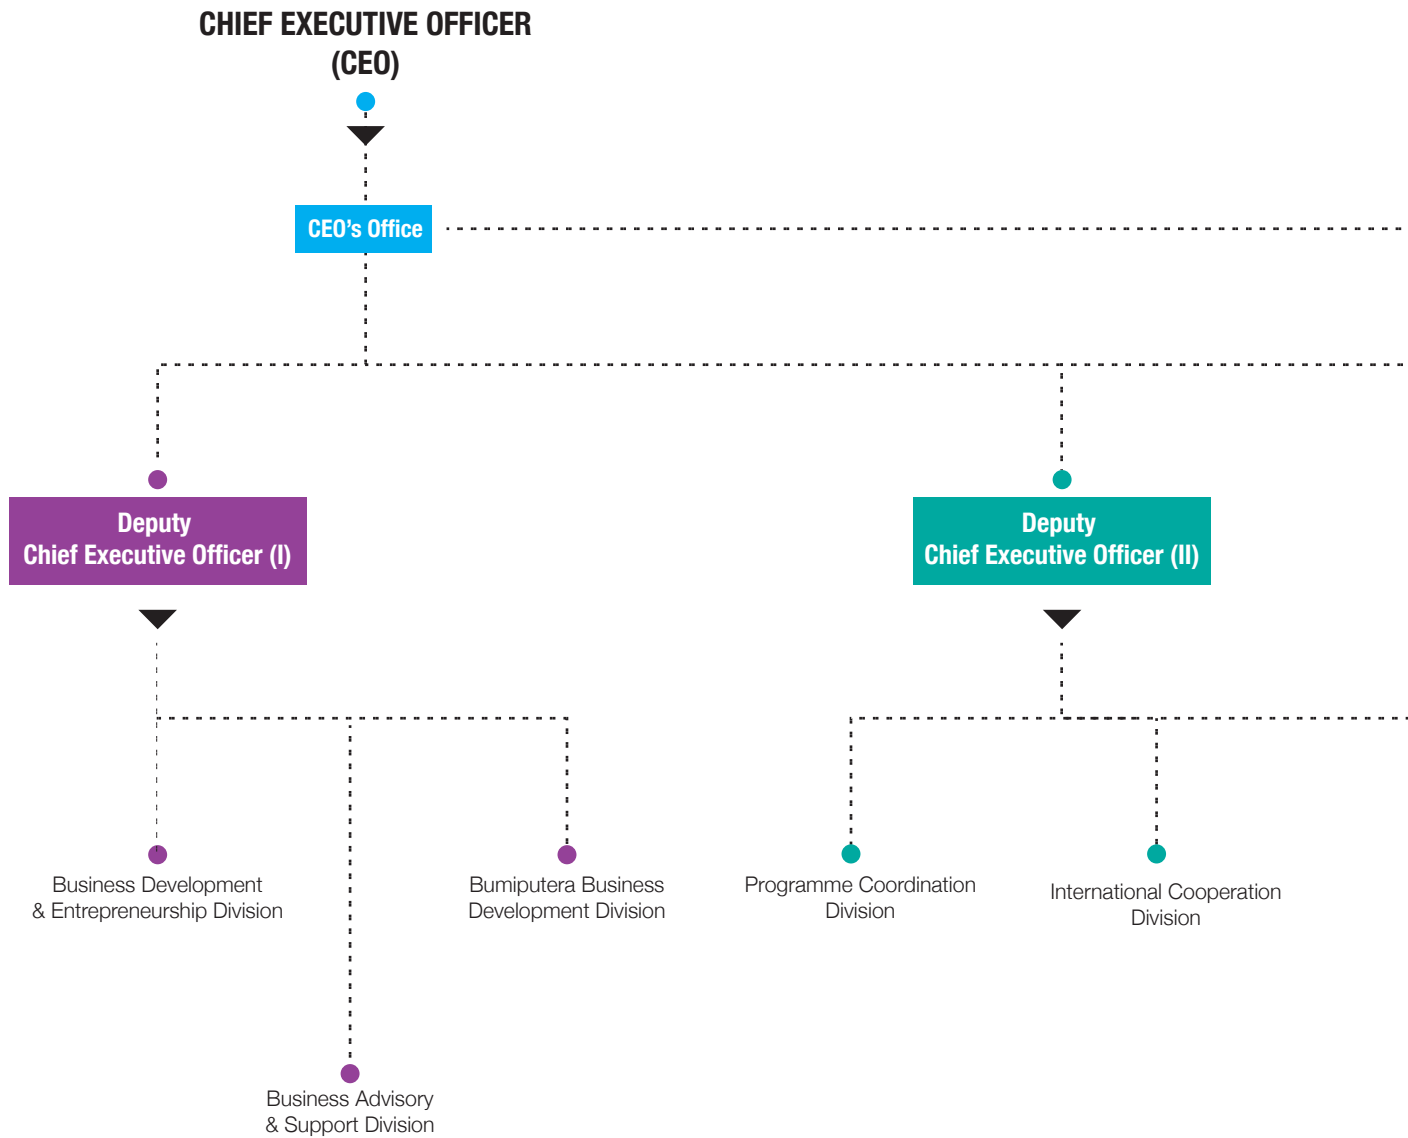 CHIEF EXECUTIVE OFFICER
(CEO)
CEO's Office
Deputy
Chief Executive Officer (I)
Deputy
Chief Executive Officer (II)
Business Development
& Entrepreneurship Division
Bumiputera Business
Development Division
Programme Coordination
Division
International Cooperation
Division
Business Advisory
& Support Division